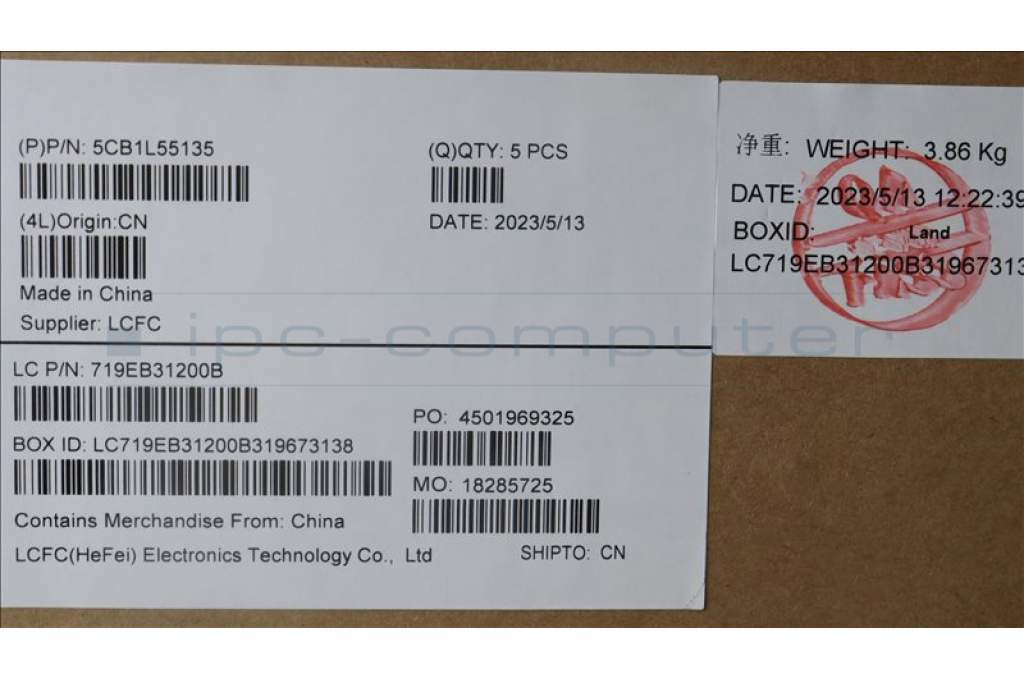 (P)P/N: 5CB1L55135
(Q)QTY: 5 PCS
(4L)Origin:CN
DATE: 2023/5/13
Made in China
Supplier: LCFC
LC P/N: 719EB31200B
PO: 4501969325
BOX ID: LC719EB31200B319673138
MO: 18285725
Contains Merchandise From: China
LCFC(HeFei) Electronics Technology Co., Ltd
SHIPTO: CN
净重: WEIGHT: 3.86 Kg
DATE: 2023/5/13 12:22:39
BOXID: Land
LC719EB31200B31967313
ipc-computer